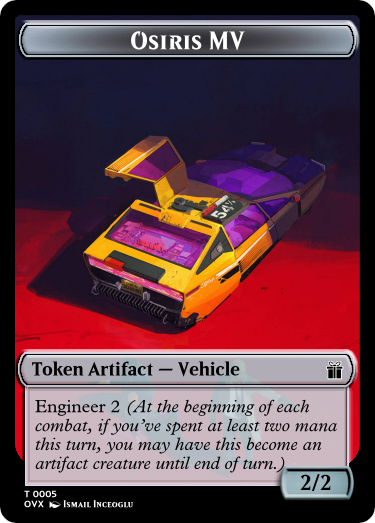 Osiris MV
54%
Token Artifact — Vehicle
Engineer 2 (At the beginning of each
combat, if you've spent at least two mana
this turn, you may have this become an
artifact creature until end of turn.)
2/2
T 0005
OVX Ismail Inceoglu